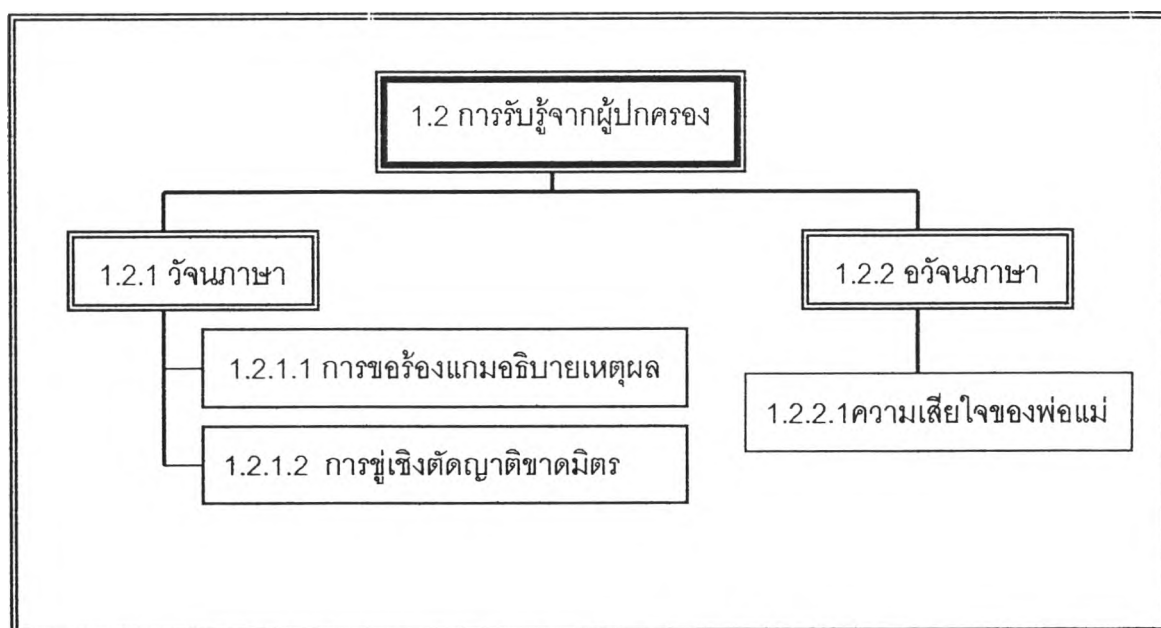 1.2 การรับรู้จากผู้ปกครอง
1.2.1 วัจนภาษา
1.2.2 อวัจนภาษา
1.2.1.1 การขอร้องแกมอธิบายเหตุผล
1.2.2.1ความเสียใจของพ่อแม่
1.2.1.2 การขู่เชิงตัดญาติขาดมิตร